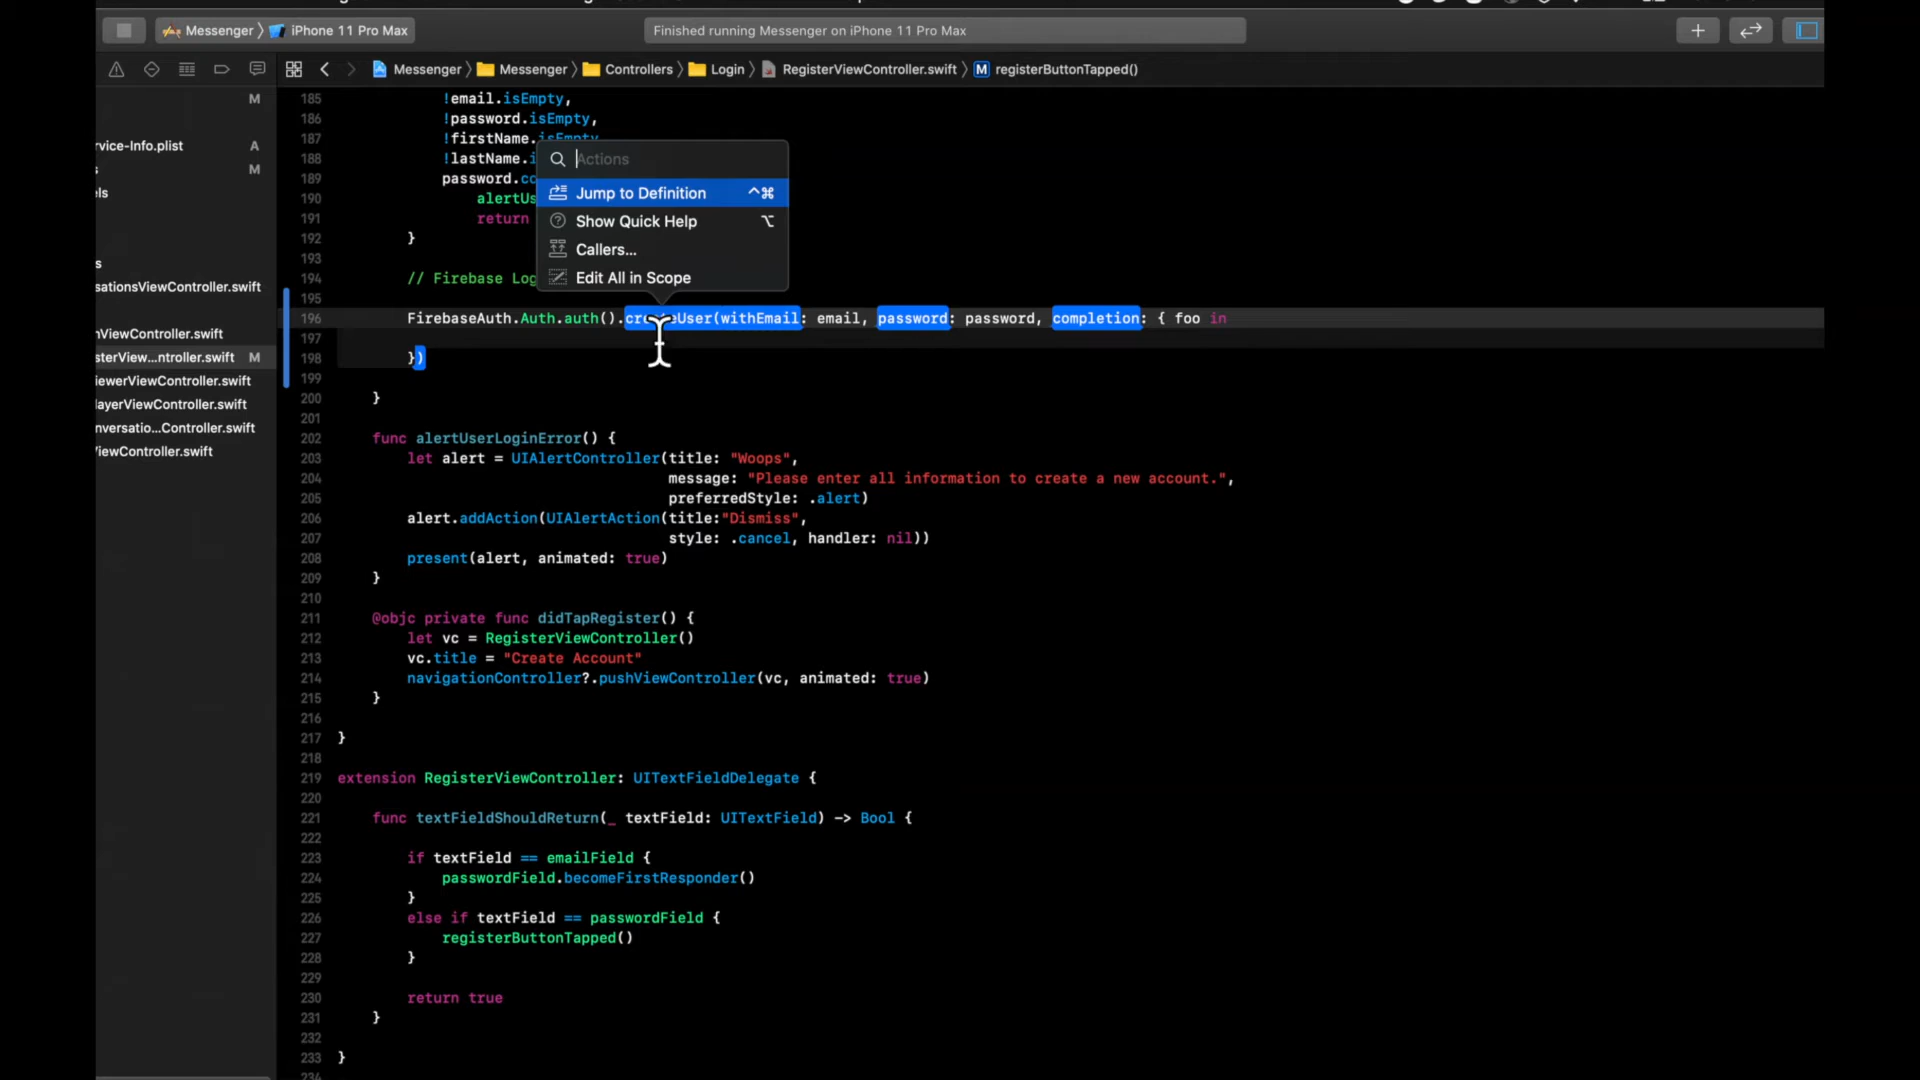 Messenger 〉 iPhone 11 Pro Max
Finished running Messenger on iPhone 11 Pro Max
Messenger 〉 Messenger 〉 Controllers 〉 Login 〉 RegisterViewController.swift 〉 M registerButtonTapped()
M
rvice-Info.plist A
s M
els
s
sationsViewController.swift
nViewController.swift
sterView...ntroller.swift M
iewerViewController.swift
layerViewController.swift
nversatio...Controller.swift
ViewController.swift
185 !email.isEmpty,
186 !password.isEmpty,
187 !firstName.isEmpty
188 !lastName.i
189 password.co
190 alertUs
191 return
192 }
193
194 // Firebase Log
195
Actions
Jump to Definition ^⌘
Show Quick Help ⌥
Callers...
Edit All in Scope
196 FirebaseAuth.Auth.auth().createUser(withEmail: email, password: password, completion: { foo in
197
198 })
199
200 }
201
202 func alertUserLoginError() {
203 let alert = UIAlertController(title: "Woops",
204 message: "Please enter all information to create a new account.",
205 preferredStyle: .alert)
206 alert.addAction(UIAlertAction(title:"Dismiss",
207 style: .cancel, handler: nil))
208 present(alert, animated: true)
209 }
210
211 @objc private func didTapRegister() {
212 let vc = RegisterViewController()
213 vc.title = "Create Account"
214 navigationController?.pushViewController(vc, animated: true)
215 }
216
217 }
218
219 extension RegisterViewController: UITextFieldDelegate {
220
221 func textFieldShouldReturn(_ textField: UITextField) -> Bool {
222
223 if textField == emailField {
224 passwordField.becomeFirstResponder()
225 }
226 else if textField == passwordField {
227 registerButtonTapped()
228 }
229
230 return true
231 }
232
233 }
234